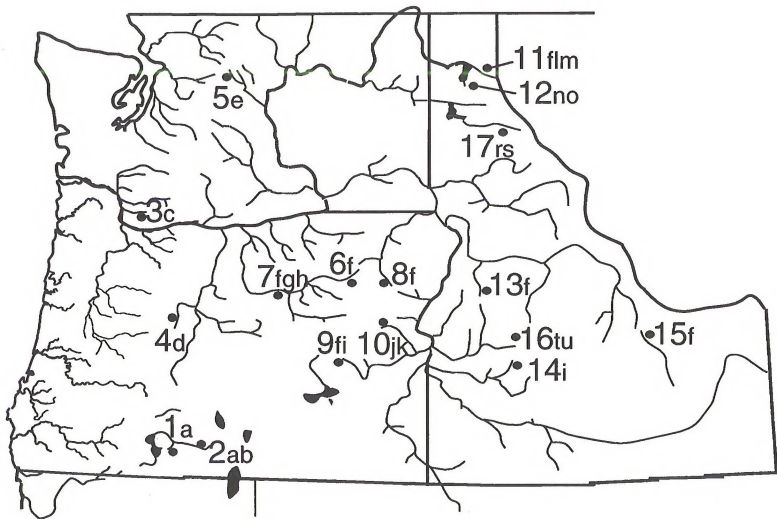 11flm
12no
5e
17rs
3c
6f
7fgh
8f
13f
4d
9fi
10jk
16tu
15f
14i
1a
2ab